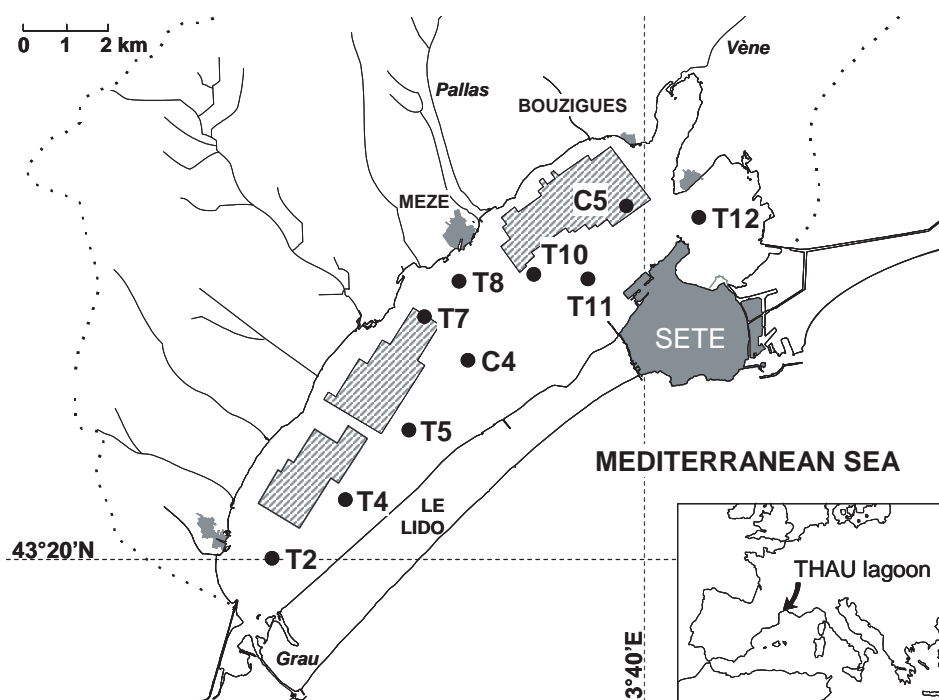 0 1 2 km
Vène
Pallas
BOUZIGUES
MEZE
C5
T12
T10
T8
T11
T7
SETE
C4
T5
MEDITERRANEAN SEA
T4
LE
LIDO
43°20'N
T2
THAU lagoon
3°40'E
Grau